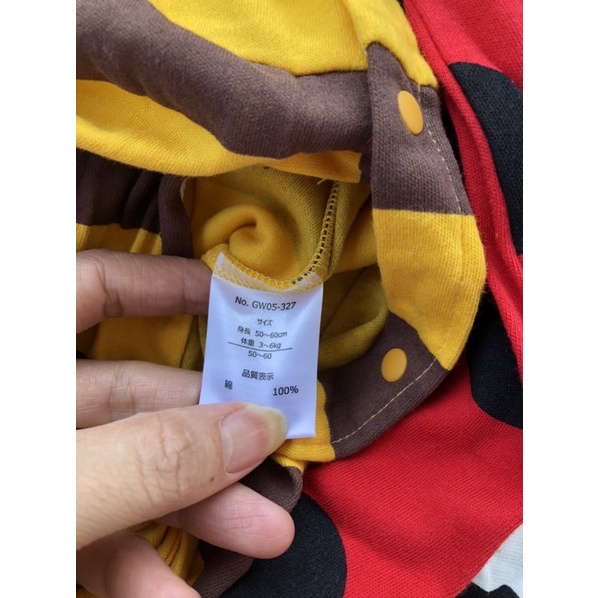 No. GW05-327
サイズ
身長 50～60cm
体重 3～6kg
50～60
品質表示
綿 100%